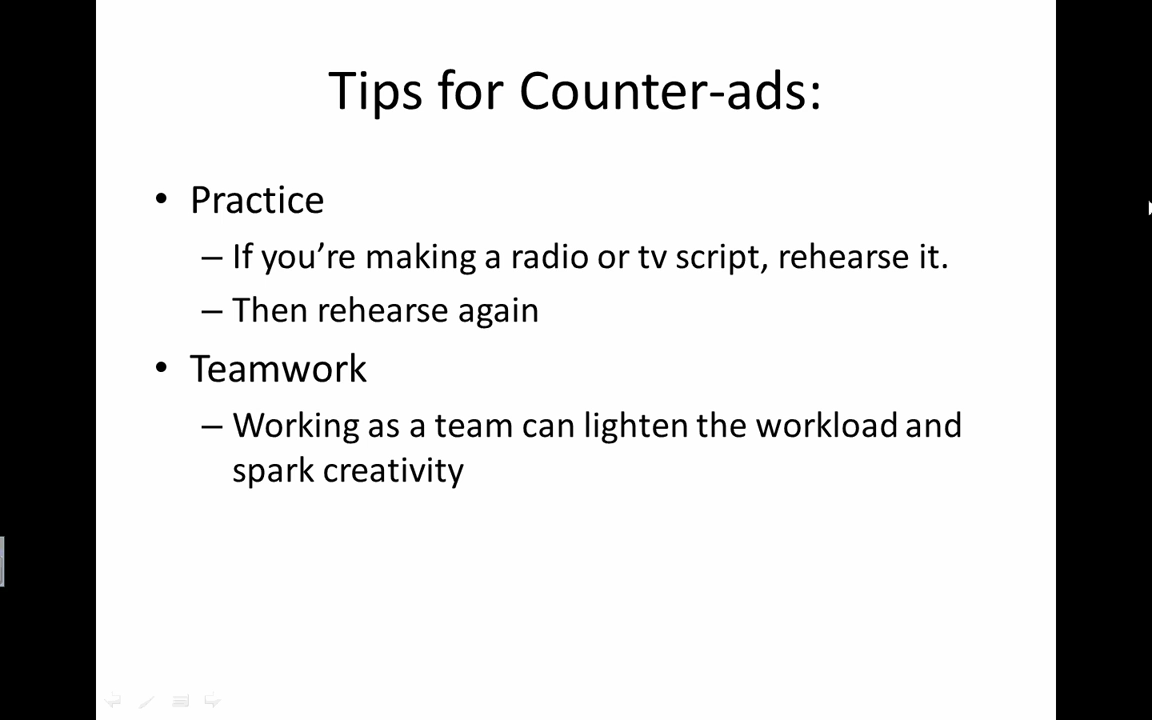 Tips for Counter-ads:
• Practice
– If you’re making a radio or tv script, rehearse it.
– Then rehearse again
• Teamwork
– Working as a team can lighten the workload and
spark creativity